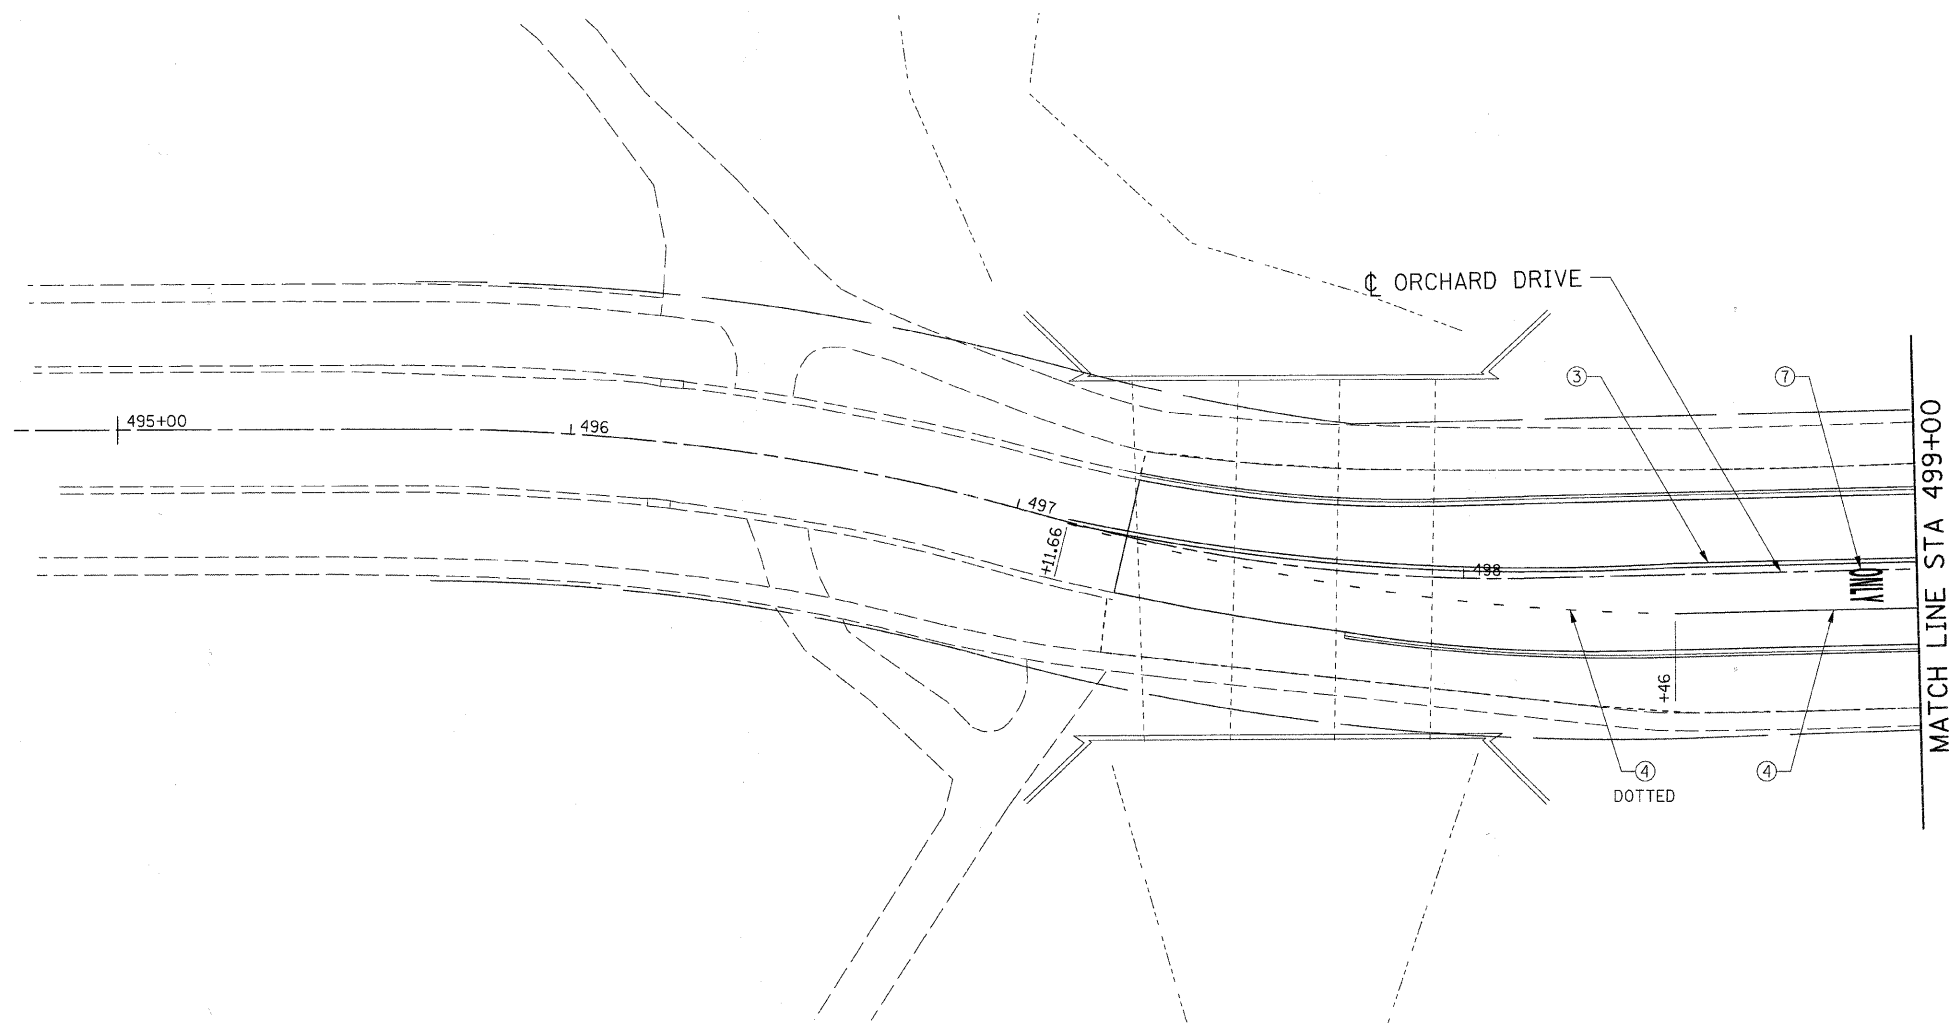 ℄ ORCHARD DRIVE
3
7
495+00
496
497
+11.66
498
ONLY
+46
4
DOTTED
4
MATCH LINE STA 499+00